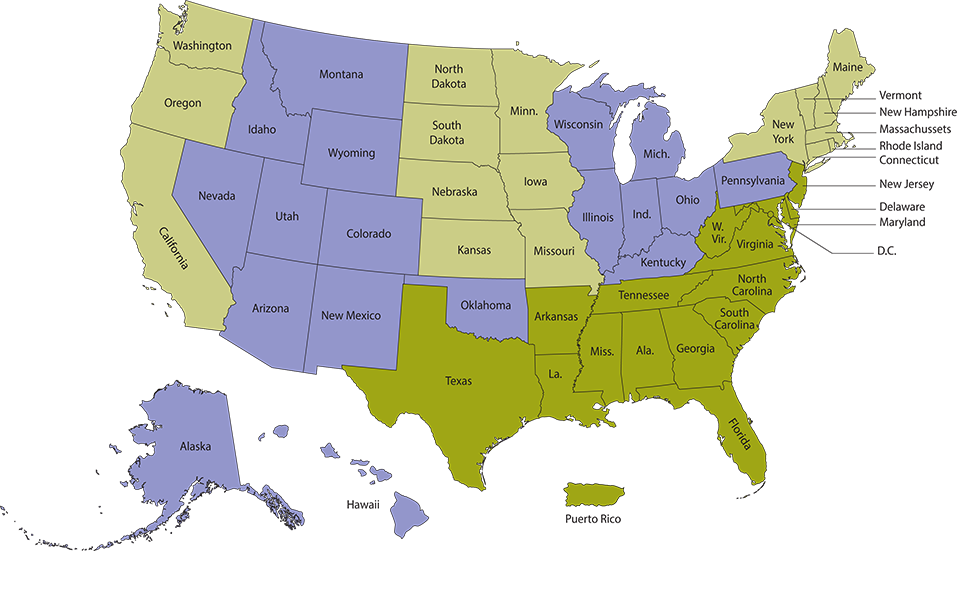 Washington
Oregon
California
Idaho
Montana
Wyoming
Nevada
Utah
Colorado
Arizona
New Mexico
North
Dakota
South
Dakota
Nebraska
Kansas
Oklahoma
Texas
Minn.
Iowa
Missouri
Arkansas
La.
Wisconsin
Mich.
Illinois
Ind.
Ohio
Kentucky
Tennessee
Miss.
Ala.
Georgia
Florida
South
Carolina
North
Carolina
W.
Vir.
Virginia
Pennsylvania
New
York
Maine
Vermont
New Hampshire
Massachussets
Rhode Island
Connecticut
New Jersey
Delaware
Maryland
D.C.
Alaska
Hawaii
Puerto Rico